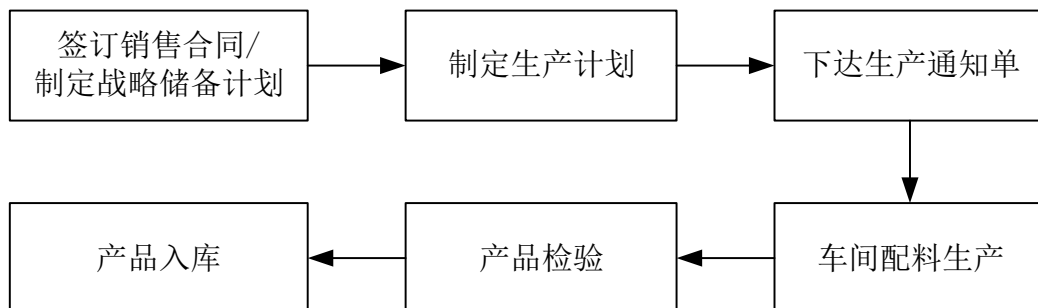 签订销售合同/
制定战略储备计划
制定生产计划
下达生产通知单
车间配料生产
产品检验
产品入库